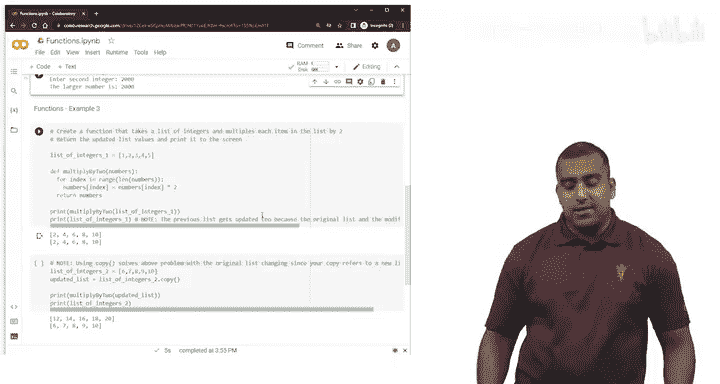 Functions.ipynb - Colaboratory
Incognito
Functions.ipynb
File Edit View Insert Runtime
Comment
Share
A
+ Code + Text
RAM
Disk
Editing
Enter second integer: 2000
The larger number is: 2000
Functions - Example 3
# Create a function that takes a list of integers and multiples each item in the list by 2
# Return the updated list values and print it to the screen
list_of_integers_1 = [1,2,3,4,5]
def multiplyByTwo(numbers):
for index in range(len(numbers)):
numbers[index] = numbers[index] * 2
return numbers
print(multiplyByTwo(list_of_integers_1))
print(list_of_integers_1) # NOTE: The previous list gets updated too because the original list and the modif
[2, 4, 6, 8, 10]
[2, 4, 6, 8, 10]
[ ] # NOTE: Using copy() solves above problem with the original list changing since your copy refers to a new li
list_of_integers_2 = [6,7,8,9,10]
updated_list = list_of_integers_2.copy()
print(multiplyByTwo(updated_list))
print(list_of_integers_2)
[12, 14, 16, 18, 20]
[6, 7, 8, 9, 10]
completed at 3:55 PM